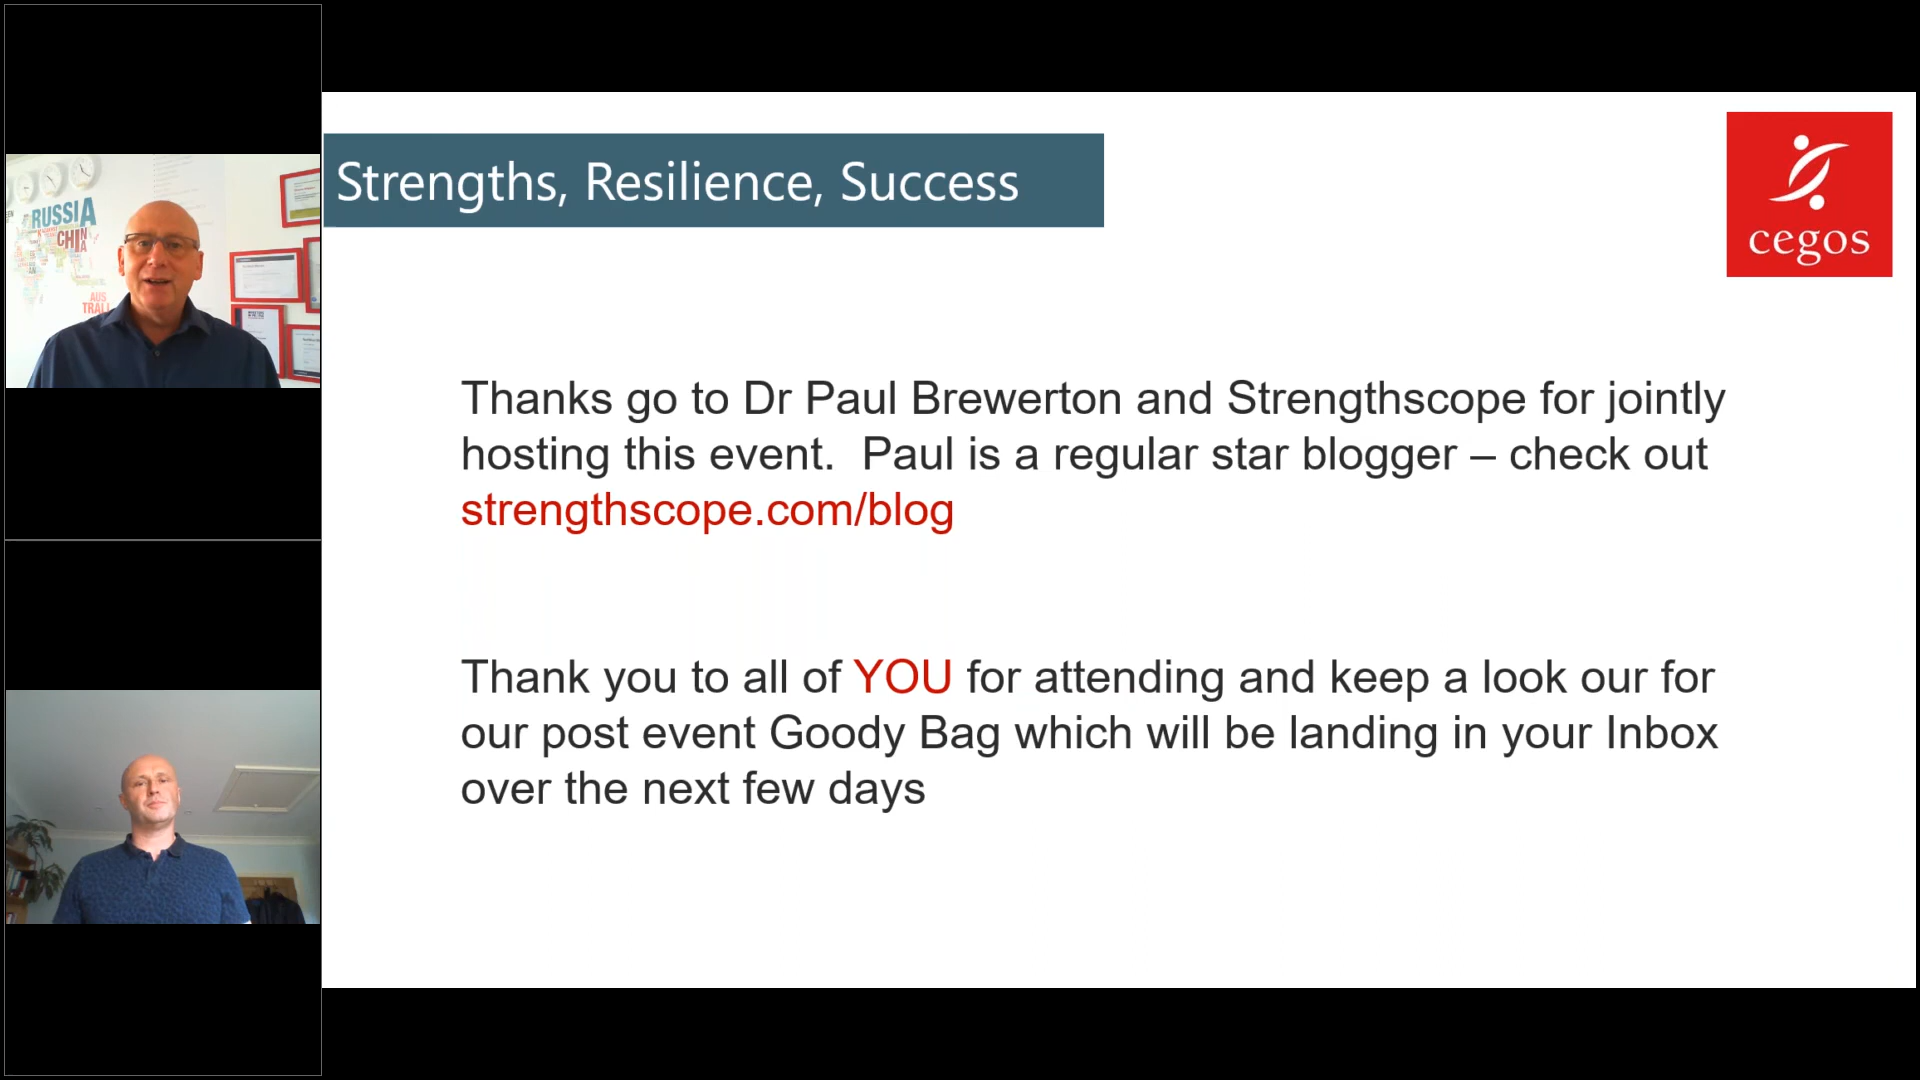 RUSSIA
CHIN
A
AUS
TRAL
Strengths, Resilience, Success
cegos
Thanks go to Dr Paul Brewerton and Strengthscope for jointly
hosting this event.  Paul is a regular star blogger – check out
strengthscope.com/blog
Thank you to all of YOU for attending and keep a look our for
our post event Goody Bag which will be landing in your Inbox
over the next few days